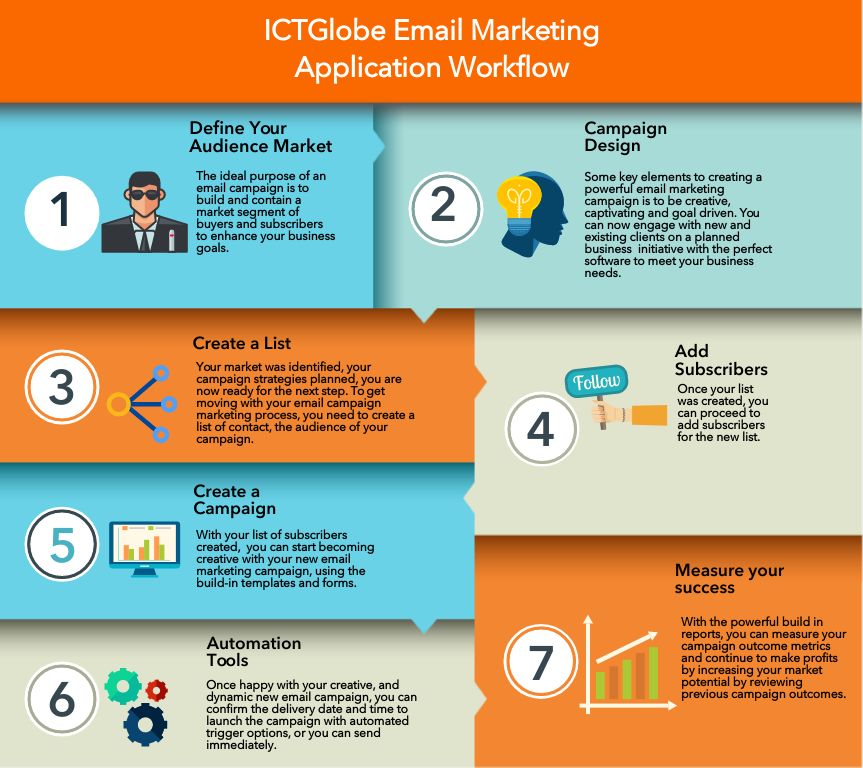 ICTGlobe Email Marketing
Application Workflow
1
Define Your
Audience Market
The ideal purpose of an
email campaign is to
build and contain a
market segment of
buyers and subscribers
to enhance your business
goals.
2
Campaign
Design
Some key elements to creating a
powerful email marketing
campaign is to be creative,
captivating and goal driven. You
can now engage with new and
existing clients on a planned
business initiative with the perfect
software to meet your business
needs.
3
Create a List
Your market was identified, your
campaign strategies planned, you are
now ready for the next step. To get
moving with your email campaign
marketing process, you need to create a
list of contact, the audience of your
campaign.
4
Follow
Add
Subscribers
Once your list
was created, you
can proceed to
add subscribers
for the new list.
5
Create a
Campaign
With your list of subscribers
created, you can start becoming
creative with your new email
marketing campaign, using the
build-in templates and forms.
6
Automation
Tools
Once happy with your creative, and
dynamic new email campaign, you can
confirm the delivery date and time to
launch the campaign with automated
trigger options, or you can send
immediately.
7
Measure your
success
With the powerful build in
reports, you can measure your
campaign outcome metrics
and continue to make profits
by increasing your market
potential by reviewing
previous campaign outcomes.